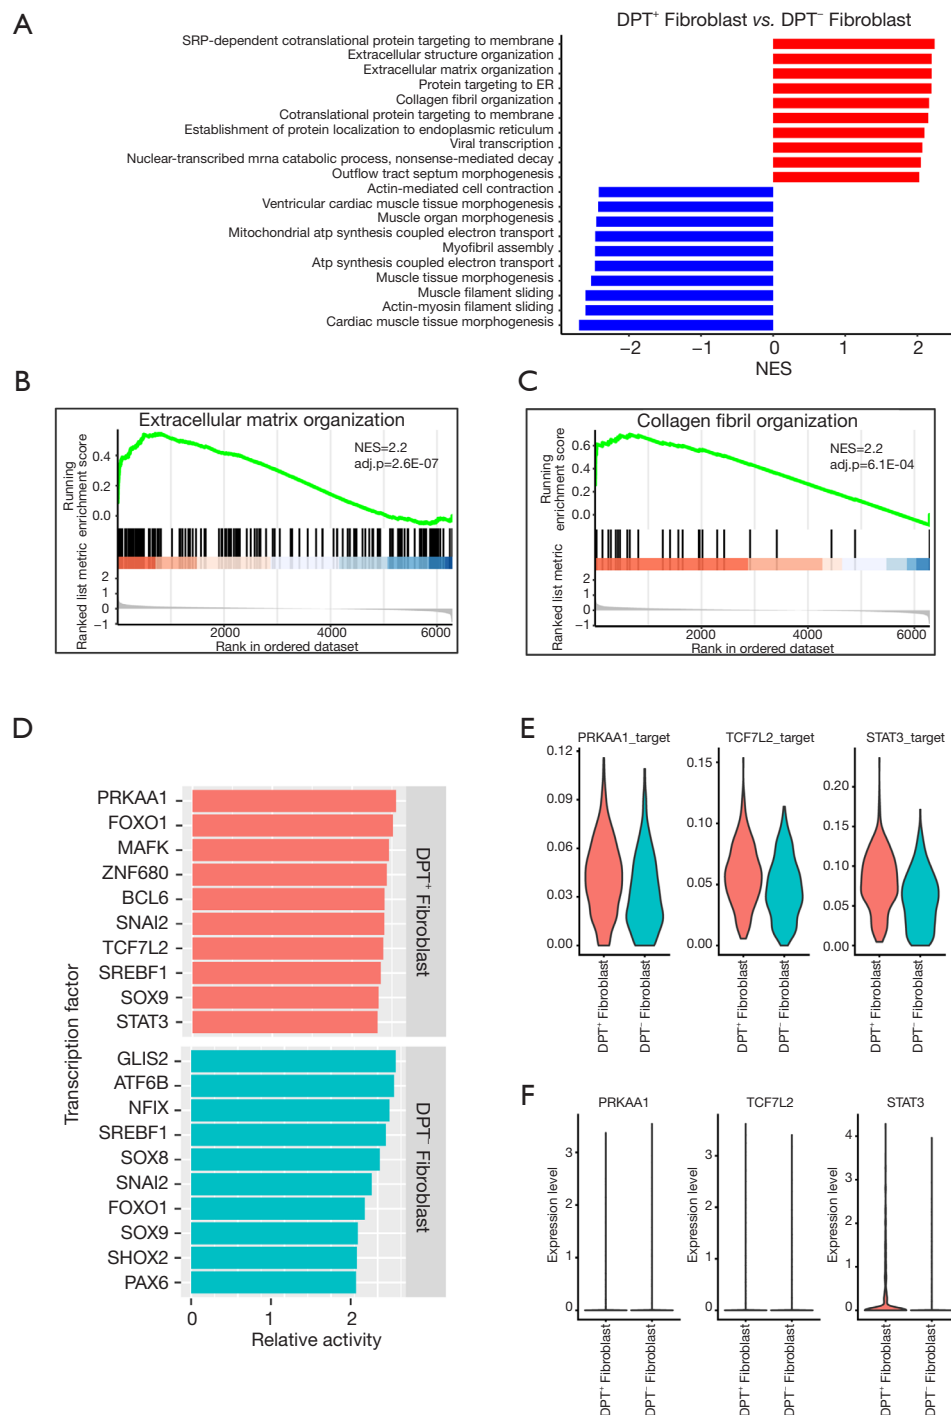 A
DPT+ Fibroblast vs. DPT− Fibroblast
SRP-dependent cotranslational protein targeting to membrane
Extracellular structure organization
Extracellular matrix organization
Protein targeting to ER
Collagen fibril organization
Cotranslational protein targeting to membrane
Establishment of protein localization to endoplasmic reticulum
Viral transcription
Nuclear-transcribed mrna catabolic process, nonsense-mediated decay
Outflow tract septum morphogenesis
Actin-mediated cell contraction
Ventricular cardiac muscle tissue morphogenesis
Muscle organ morphogenesis
Mitochondrial atp synthesis coupled electron transport
Myofibril assembly
Atp synthesis coupled electron transport
Muscle tissue morphogenesis
Muscle filament sliding
Actin-myosin filament sliding
Cardiac muscle tissue morphogenesis
−2 −1 0 1 2
NES
B
Extracellular matrix organization
NES=2.2
adj.p=2.6E-07
Running
enrichment score
0.4
0.2
0.0
Ranked list metric
2
1
0
−1
2000 4000 6000
Rank in ordered dataset
C
Collagen fibril organization
NES=2.2
adj.p=6.1E-04
Running
enrichment score
0.6
0.4
0.2
0.0
Ranked list metric
2
1
0
−1
2000 4000 6000
Rank in ordered dataset
D
Transcription factor
PRKAA1
FOXO1
MAFK
ZNF680
BCL6
SNAI2
TCF7L2
SREBF1
SOX9
STAT3
DPT+ Fibroblast
GLIS2
ATF6B
NFIX
SREBF1
SOX8
SNAI2
FOXO1
SOX9
SHOX2
PAX6
DPT− Fibroblast
0 1 2
Relative activity
E
PRKAA1_target
0.12
0.09
0.06
0.03
0.00
DPT+ Fibroblast
DPT− Fibroblast
TCF7L2_target
0.15
0.10
0.05
0.00
DPT+ Fibroblast
DPT− Fibroblast
STAT3_target
0.20
0.15
0.10
0.05
0.00
DPT+ Fibroblast
DPT− Fibroblast
F
PRKAA1
Expression level
3
2
1
0
DPT+ Fibroblast
DPT− Fibroblast
TCF7L2
Expression level
3
2
1
0
DPT+ Fibroblast
DPT− Fibroblast
STAT3
Expression level
4
3
2
1
0
DPT+ Fibroblast
DPT− Fibroblast